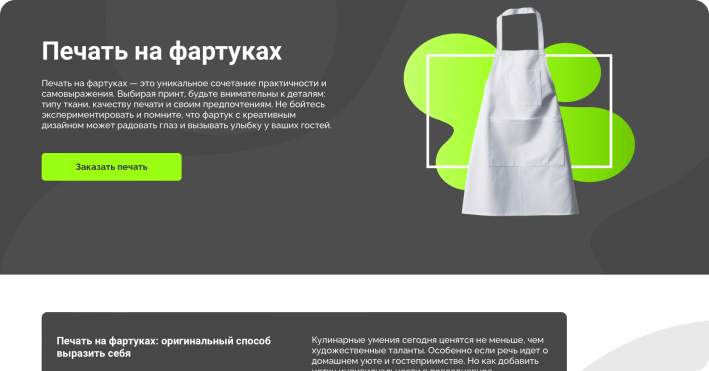 Печать на фартуках
Печать на фартуках — это уникальное сочетание практичности и
самовыражения. Выбирая принт, будьте внимательны к деталям:
типу ткани, качеству печати и своим предпочтениям. Не бойтесь
экспериментировать и помните, что фартук с креативным
дизайном может радовать глаз и вызывать улыбку у ваших гостей.
Заказать печать
Печать на фартуках: оригинальный способ
выразить себя
Кулинарные умения сегодня ценятся не меньше, чем
художественные таланты. Особенно если речь идет о
домашнем уюте и гостеприимстве. Но как добавить